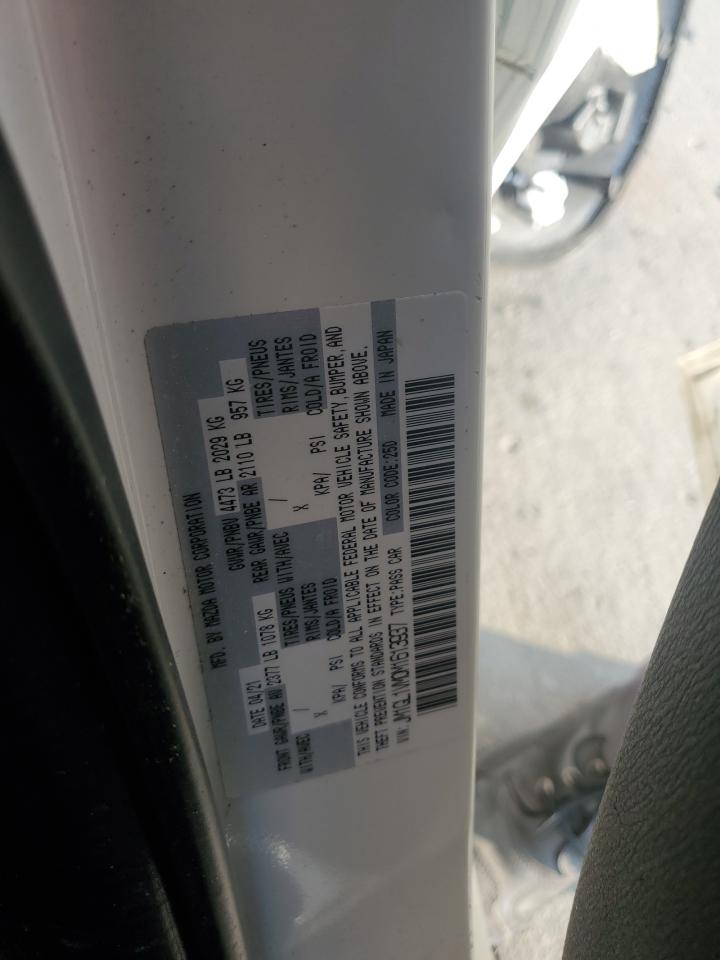 MFG. BY MAZDA MOTOR CORPORATION
DATE 04/21 GVWR/PNBV 4473 LB 2029 KG
FRONT GAWR/PNBE AV 2377 LB 1078 KG REAR GAWR/PNBE AR 2110 LB 957 KG
WITH/AVEC / TIRES/PNEUS WITH/AVEC / TIRES/PNEUS
X RIMS/JANTES X RIMS/JANTES
KPA/ PSI COLD/A FROID KPA/ PSI COLD/A FROID
THIS VEHICLE CONFORMS TO ALL APPLICABLE FEDERAL MOTOR VEHICLE SAFETY, BUMPER, AND
THEFT PREVENTION STANDARDS IN EFFECT ON THE DATE OF MANUFACTURE SHOWN ABOVE.
VIN: JM1GL1VM0M1613937 TYPE:PASS CAR COLOR CODE:25D MADE IN JAPAN